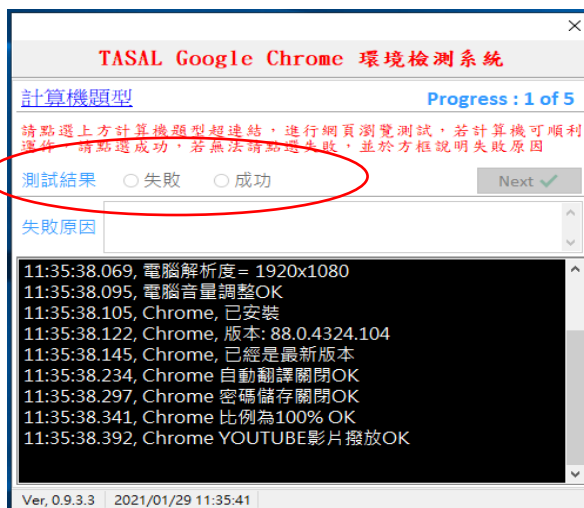 TASAL Google Chrome 環境檢測系統
計算機題型 Progress : 1 of 5
請點選上方計算機題型超連結，進行網頁瀏覽測試，若計算機可順利
運作，請點選成功，若無法請點選失敗，並於方框說明失敗原因
測試結果 失敗 成功 Next
失敗原因
11:35:38.069, 電腦解析度= 1920x1080
11:35:38.095, 電腦音量調整OK
11:35:38.105, Chrome, 已安裝
11:35:38.122, Chrome, 版本: 88.0.4324.104
11:35:38.145, Chrome, 已經是最新版本
11:35:38.234, Chrome 自動翻譯關閉OK
11:35:38.297, Chrome 密碼儲存關閉OK
11:35:38.341, Chrome 比例為100% OK
11:35:38.392, Chrome YOUTUBE影片撥放OK
Ver, 0.9.3.3 2021/01/29 11:35:41